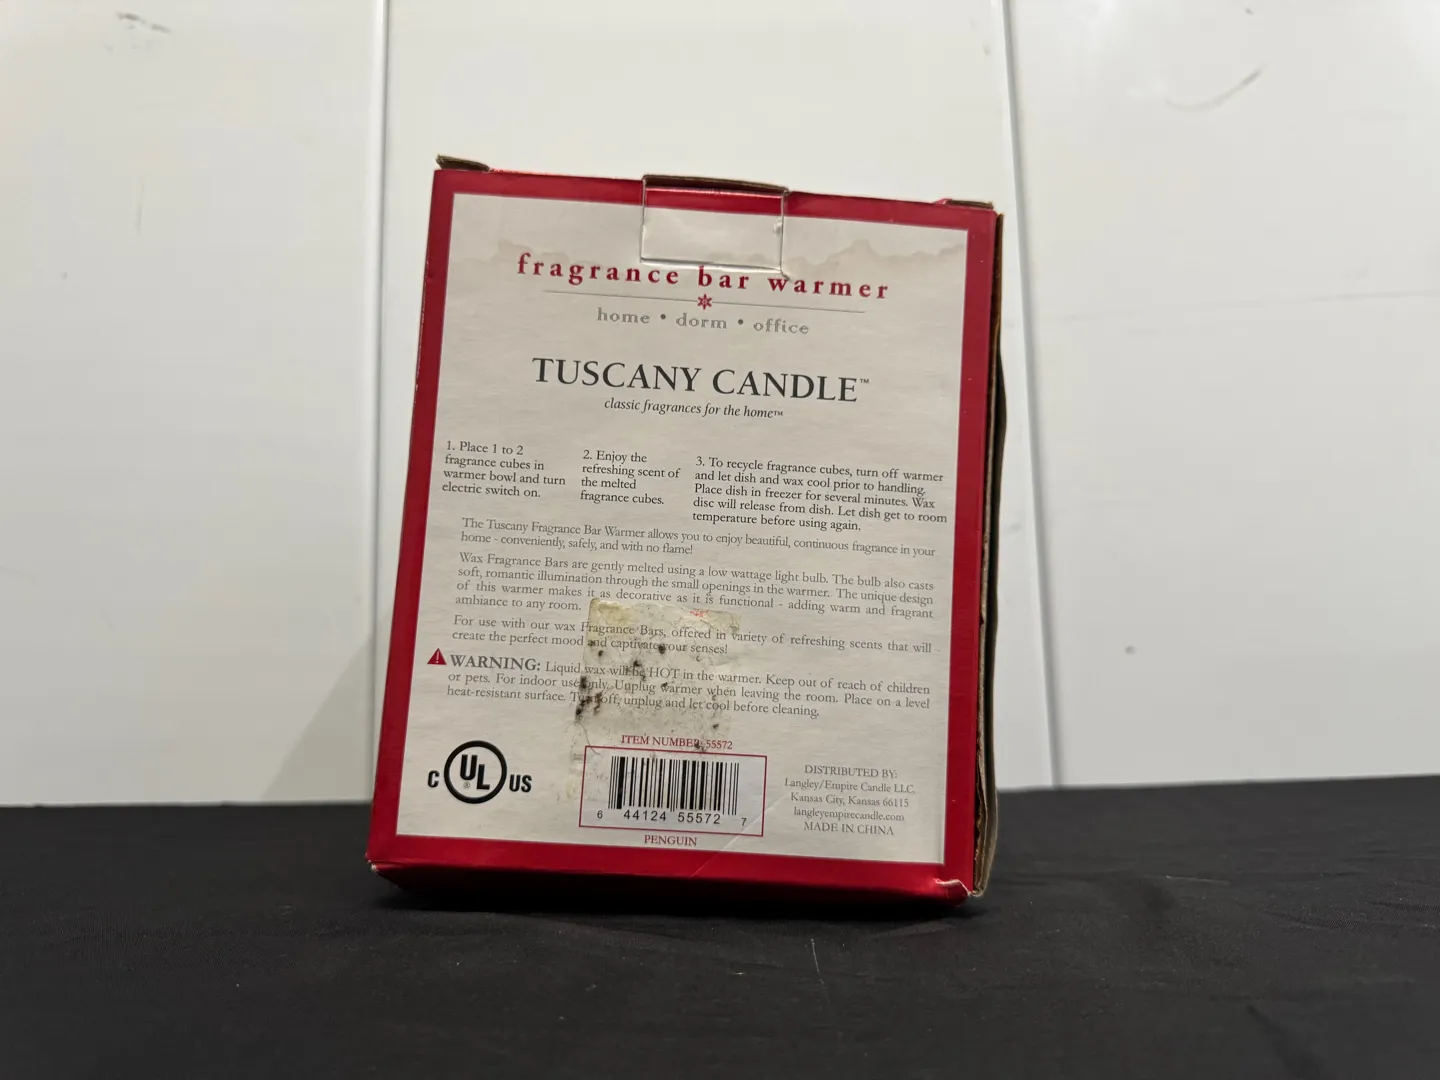 fragrance bar warmer
home • dorm • office
TUSCANY CANDLE™
classic fragrances for the home™
1. Place 1 to 2
fragrance cubes in
warmer bowl and turn
electric switch on.
2. Enjoy the
refreshing scent of
the melted
fragrance cubes.
3. To recycle fragrance cubes, turn off warmer
and let dish and wax cool prior to handling.
Place dish in freezer for several minutes. Wax
disc will release from dish. Let dish get to room
temperature before using again.
The Tuscany Fragrance Bar Warmer allows you to enjoy beautiful, continuous fragrance in your
home - conveniently, safely, and with no flame!
Wax Fragrance Bars are gently melted using a low wattage light bulb. The bulb also casts
soft, romantic illumination through the small openings in the warmer. The unique design
of this warmer makes it as decorative as it is functional - adding warm and fragrant
ambiance to any room.
For use with our wax Fragrance Bars, offered in variety of refreshing scents that will
create the perfect mood and captivate your senses!
WARNING: Liquid wax will be HOT in the warmer. Keep out of reach of children
or pets. For indoor use only. Unplug warmer when leaving the room. Place on a level
heat-resistant surface. Turn off, unplug and let cool before cleaning.
C UL® US
ITEM NUMBER: 55572
6 44124 55572 7
PENGUIN
DISTRIBUTED BY:
Langley/Empire Candle LLC.
Kansas City, Kansas 66115
langleyempirecandle.com
MADE IN CHINA